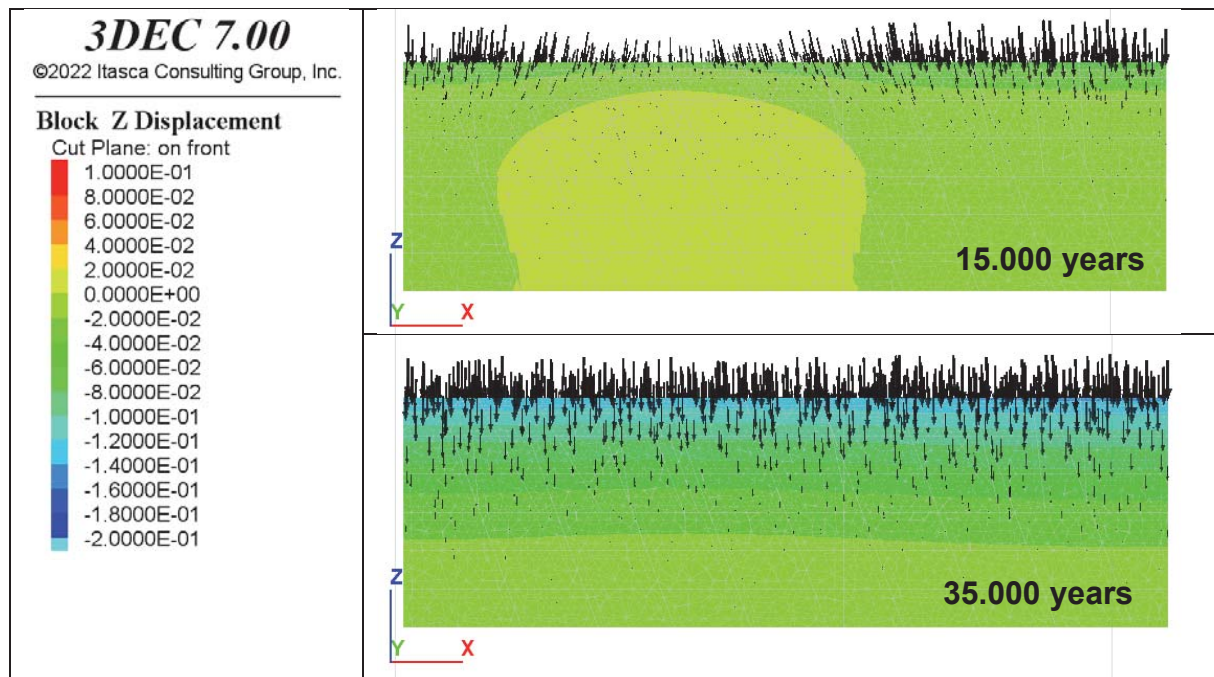 3DEC 7.00
©2022 Itasca Consulting Group, Inc.
Block Z Displacement
Cut Plane: on front
1.0000E-01
8.0000E-02
6.0000E-02
4.0000E-02
2.0000E-02
0.0000E+00
-2.0000E-02
-4.0000E-02
-6.0000E-02
-8.0000E-02
-1.0000E-01
-1.2000E-01
-1.4000E-01
-1.6000E-01
-1.8000E-01
-2.0000E-01
Z
15.000 years
Y X
Z
35.000 years
Y X